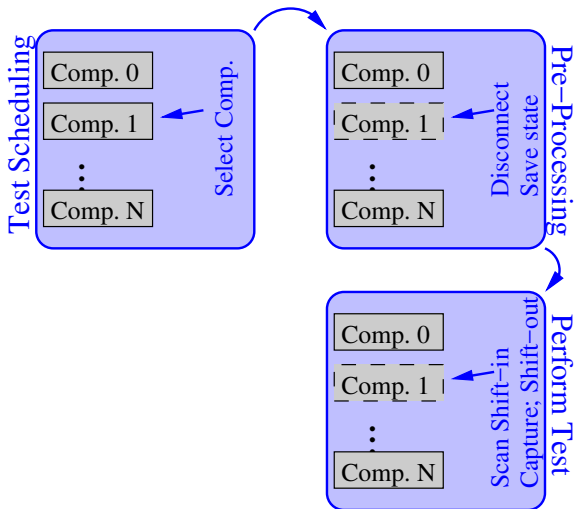 Test Scheduling
Comp. 0
Comp. 1
Comp. N
Select Comp.
Pre−Processing
Comp. 0
Comp. 1
Comp. N
Disconnect
Save state
Perform Test
Comp. 0
Comp. 1
Comp. N
Scan Shift−in
Capture; Shift−out